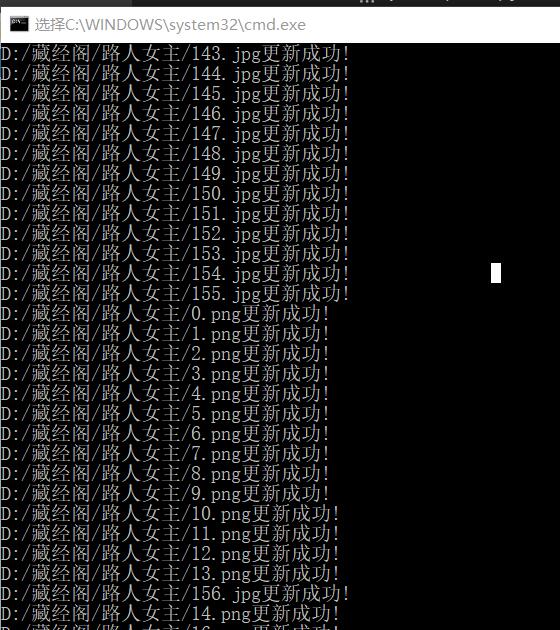 选择C:\WINDOWS\system32\cmd.exe
D:/藏经阁/路人女主/143.jpg更新成功!
D:/藏经阁/路人女主/144.jpg更新成功!
D:/藏经阁/路人女主/145.jpg更新成功!
D:/藏经阁/路人女主/146.jpg更新成功!
D:/藏经阁/路人女主/147.jpg更新成功!
D:/藏经阁/路人女主/148.jpg更新成功!
D:/藏经阁/路人女主/149.jpg更新成功!
D:/藏经阁/路人女主/150.jpg更新成功!
D:/藏经阁/路人女主/151.jpg更新成功!
D:/藏经阁/路人女主/152.jpg更新成功!
D:/藏经阁/路人女主/153.jpg更新成功!
D:/藏经阁/路人女主/154.jpg更新成功!
D:/藏经阁/路人女主/155.jpg更新成功!
D:/藏经阁/路人女主/0.png更新成功!
D:/藏经阁/路人女主/1.png更新成功!
D:/藏经阁/路人女主/2.png更新成功!
D:/藏经阁/路人女主/3.png更新成功!
D:/藏经阁/路人女主/4.png更新成功!
D:/藏经阁/路人女主/5.png更新成功!
D:/藏经阁/路人女主/6.png更新成功!
D:/藏经阁/路人女主/7.png更新成功!
D:/藏经阁/路人女主/8.png更新成功!
D:/藏经阁/路人女主/9.png更新成功!
D:/藏经阁/路人女主/10.png更新成功!
D:/藏经阁/路人女主/11.png更新成功!
D:/藏经阁/路人女主/12.png更新成功!
D:/藏经阁/路人女主/13.png更新成功!
D:/藏经阁/路人女主/156.jpg更新成功!
D:/藏经阁/路人女主/14.png更新成功!